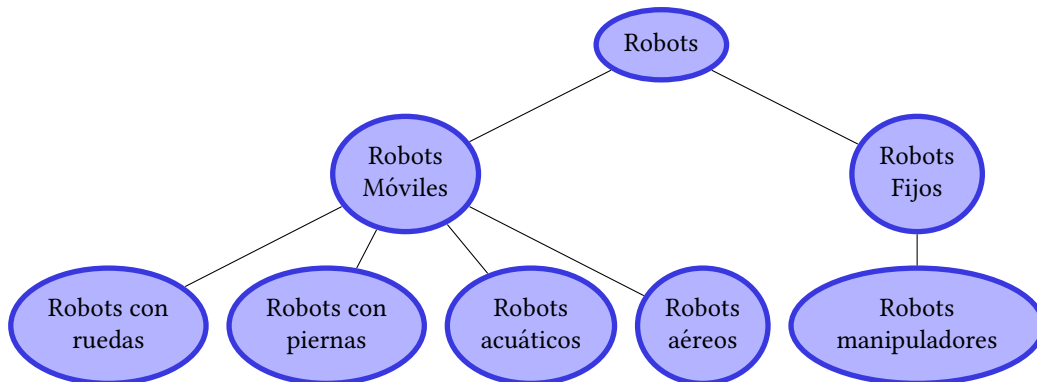 Robots
Robots
Móviles
Robots
Fijos
Robots con
ruedas
Robots con
piernas
Robots
acuáticos
Robots
aéreos
Robots
manipuladores